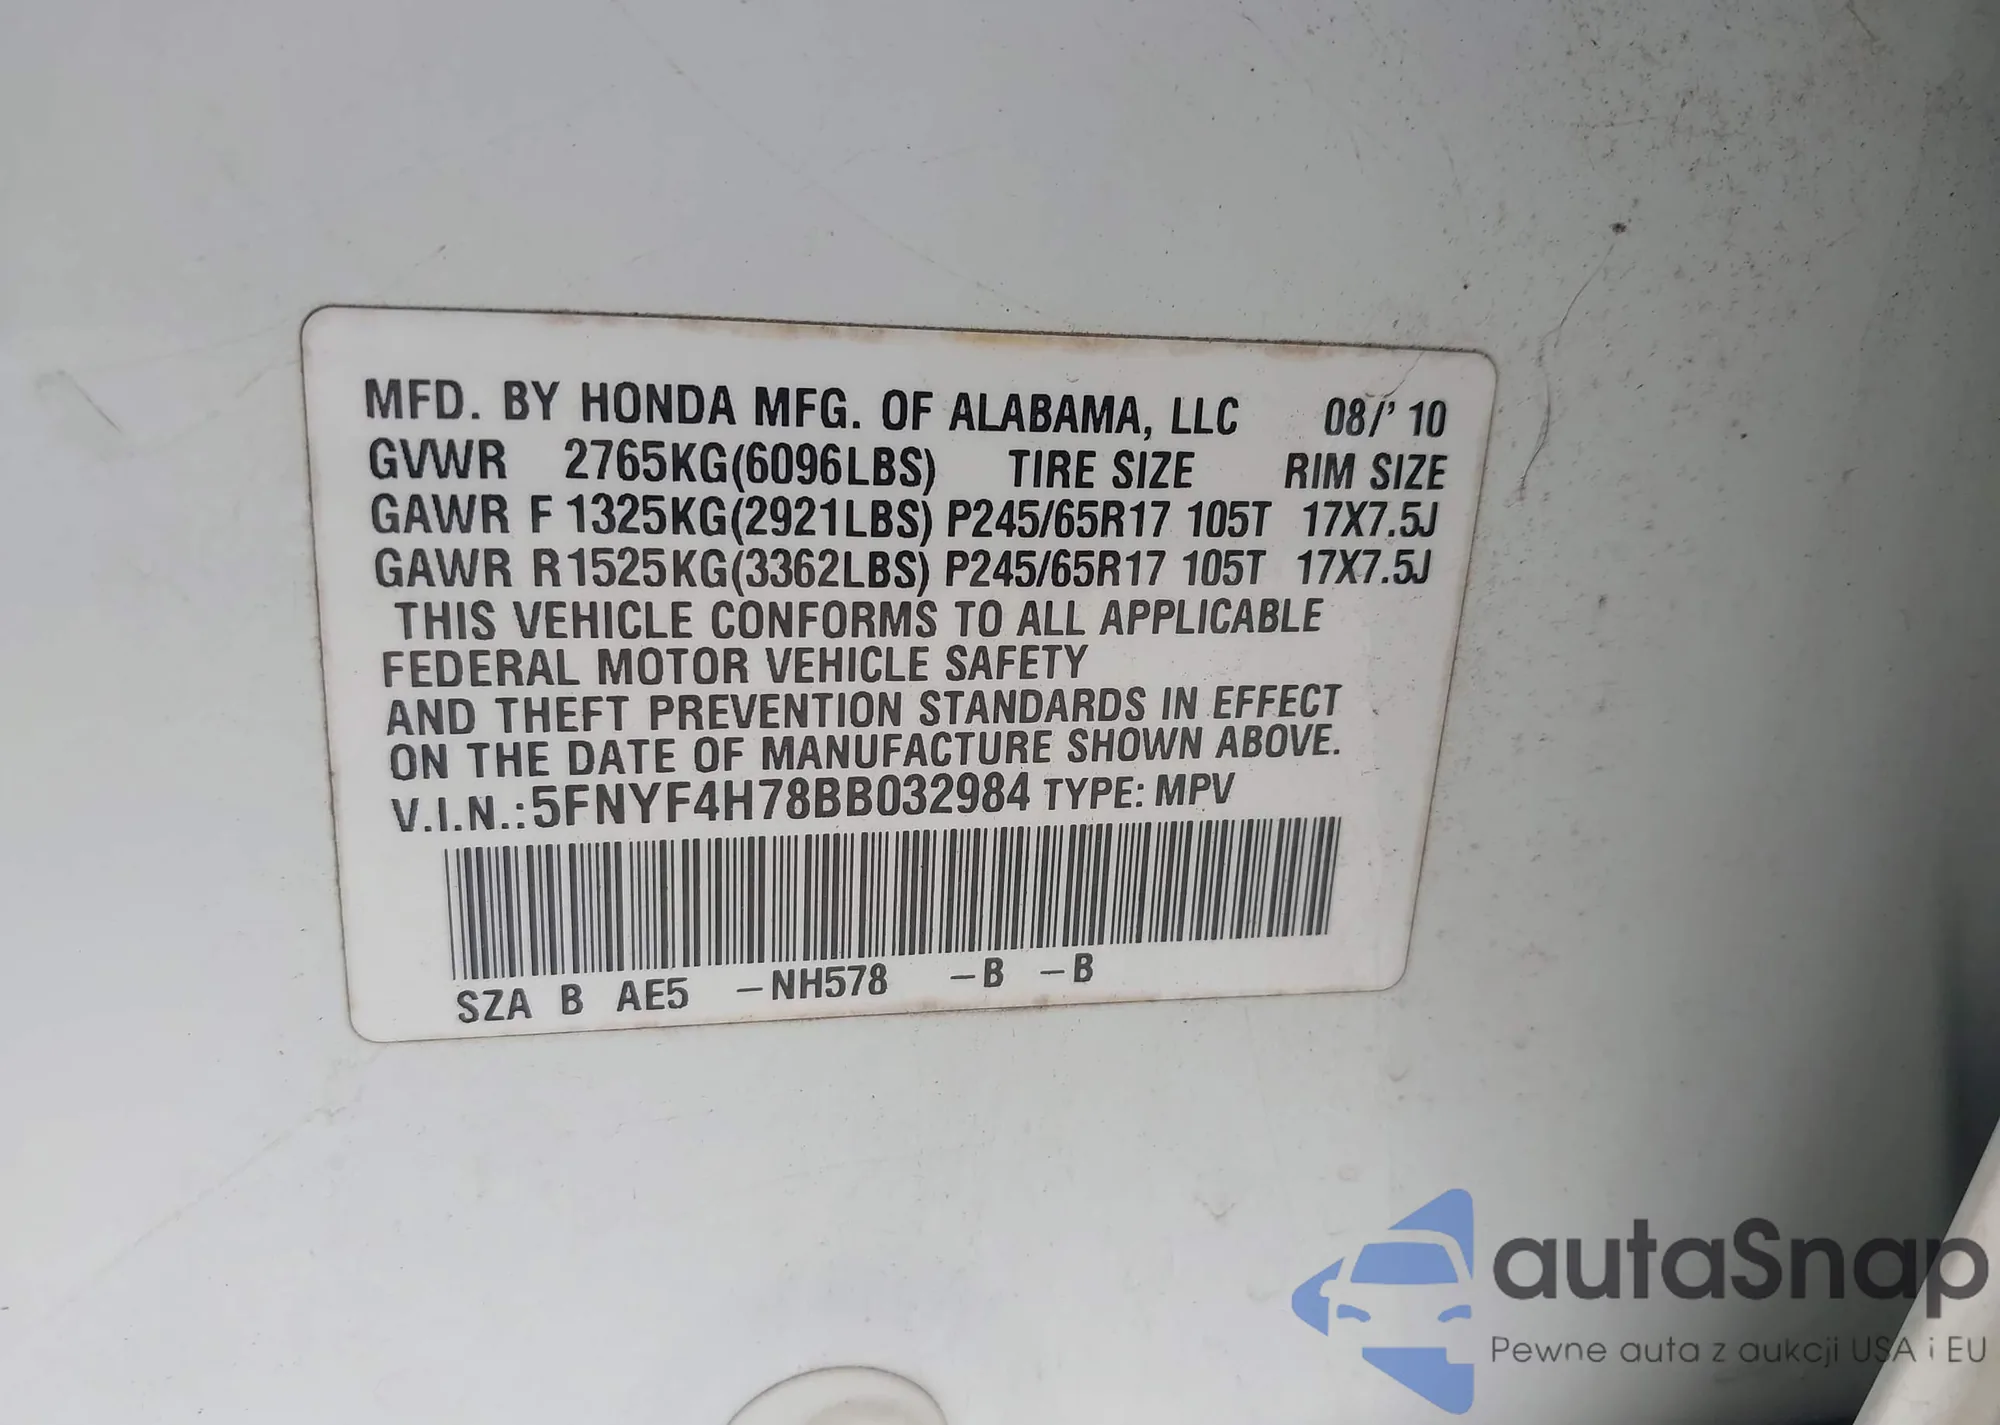 MFD. BY HONDA MFG. OF ALABAMA, LLC 08/' 10
GVWR 2765KG(6096LBS) TIRE SIZE RIM SIZE
GAWR F 1325KG(2921LBS) P245/65R17 105T 17X7.5J
GAWR R1525KG(3362LBS) P245/65R17 105T 17X7.5J
THIS VEHICLE CONFORMS TO ALL APPLICABLE
FEDERAL MOTOR VEHICLE SAFETY
AND THEFT PREVENTION STANDARDS IN EFFECT
ON THE DATE OF MANUFACTURE SHOWN ABOVE.
V.I.N.:5FNYF4H78BB032984 TYPE: MPV
SZA B AE5 -NH578 -B -B
autaSnap
Pewne auta z aukcji USA i EU